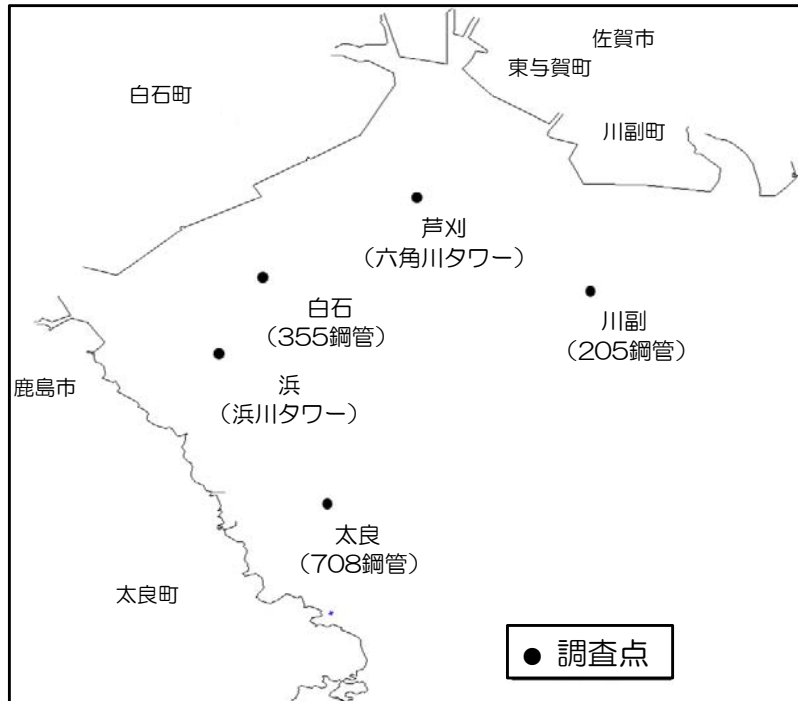 佐賀市
東与賀町
白石町
川副町
芦刈
（六角川タワー）
白石
（355鋼管）
川副
（205鋼管）
鹿島市
浜
（浜川タワー）
太良
（708鋼管）
太良町
● 調査点